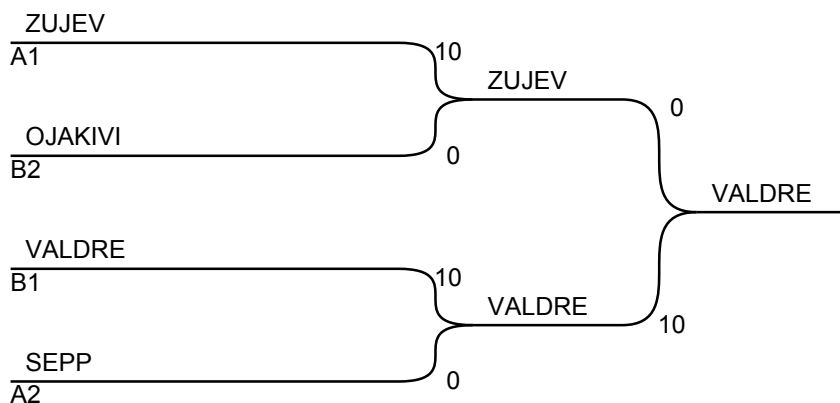 ZUJEV
A1
10
ZUJEV
0
OJAKIVI
B2
0
VALDRE
VALDRE
B1
10
VALDRE
10
SEPP
A2
0